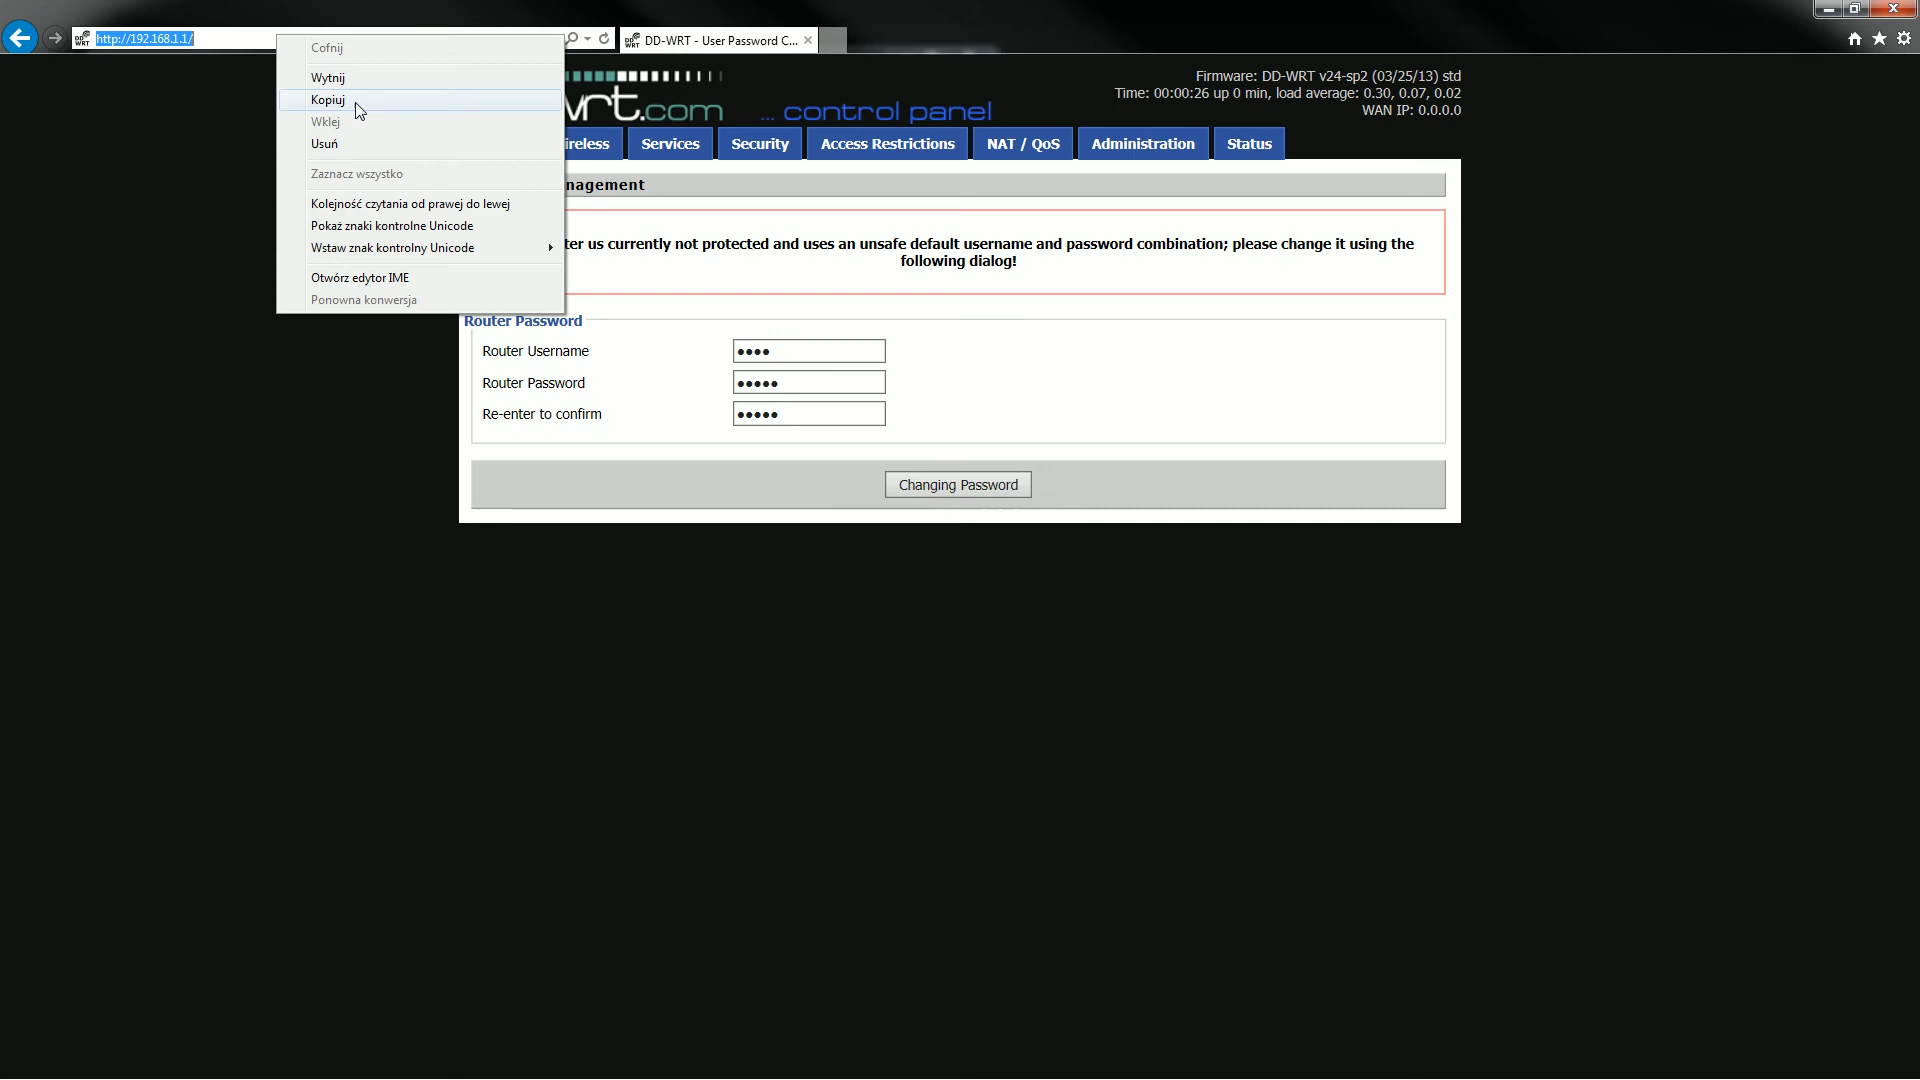 http://192.168.1.1/
DD-WRT - User Password C...
Cofnij
Wytnij
Kopiuj
Wklej
Usuń
Zaznacz wszystko
Kolejność czytania od prawej do lewej
Pokaż znaki kontrolne Unicode
Wstaw znak kontrolny Unicode
Otwórz edytor IME
Ponowna konwersja
wrt.com ... control panel
Firmware: DD-WRT v24-sp2 (03/25/13) std
Time: 00:00:26 up 0 min, load average: 0.30, 0.07, 0.02
WAN IP: 0.0.0.0
ireless Services Security Access Restrictions NAT / QoS Administration Status
nagement
ter us currently not protected and uses an unsafe default username and password combination; please change it using the
following dialog!
Router Password
Router Username
Router Password
Re-enter to confirm
Changing Password